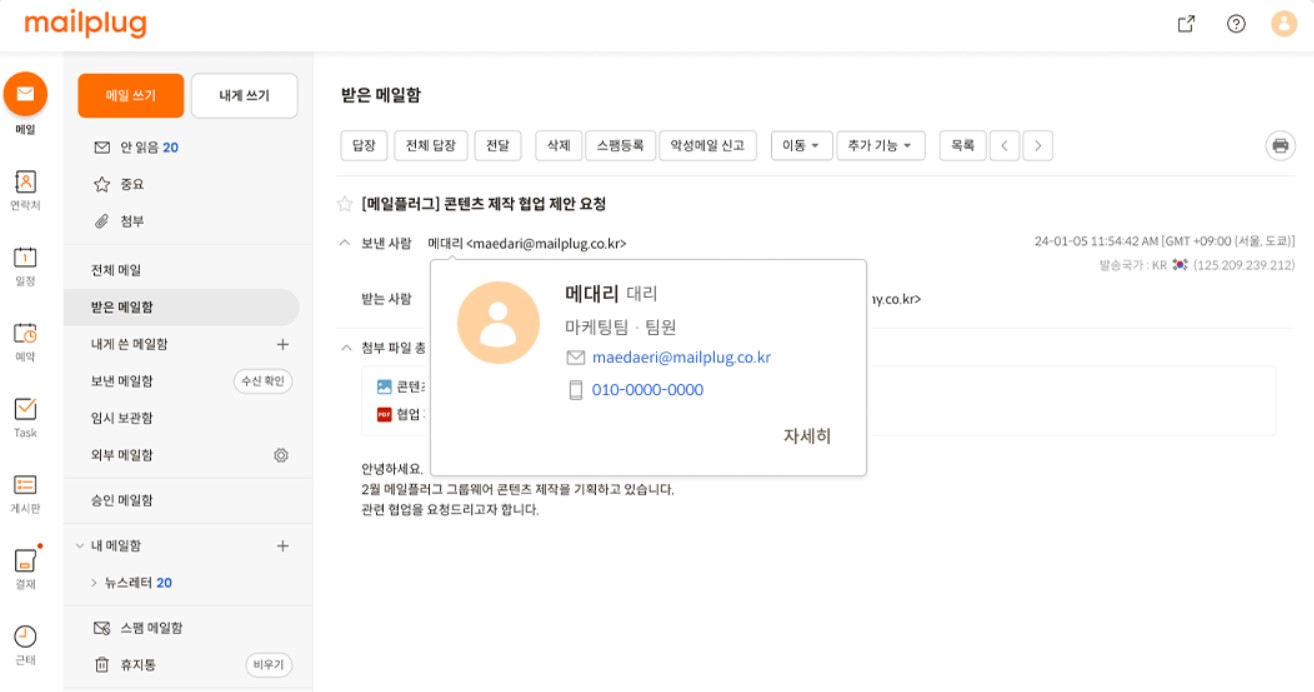 mailplug
메일
연락처
일정
예약
Task
게시판
결재
근태
메일 쓰기 내게 쓰기
안 읽음 20
중요
첨부
전체 메일
받은 메일함
내게 쓴 메일함
보낸 메일함 수신 확인
임시 보관함
외부 메일함
승인 메일함
내 메일함
뉴스레터 20
스팸 메일함
휴지통 비우기
받은 메일함
답장 전체 답장 전달 삭제 스팸등록 악성메일 신고 이동 추가 기능 목록
[메일플러그] 콘텐츠 제작 협업 제안 요청
보낸 사람 메대리 <maedari@mailplug.co.kr> 24-01-05 11:54:42 AM [GMT +09:00 (서울, 도쿄)]
발송국가 : KR (125.209.239.212)
받는 사람 ny.co.kr>
메대리 대리
마케팅팀 · 팀원
maedaeri@mailplug.co.kr
010-0000-0000
자세히
첨부 파일 총
콘텐츠
PDF 협업
안녕하세요.
2월 메일플러그 그룹웨어 콘텐츠 제작을 기획하고 있습니다.
관련 협업을 요청드리고자 합니다.